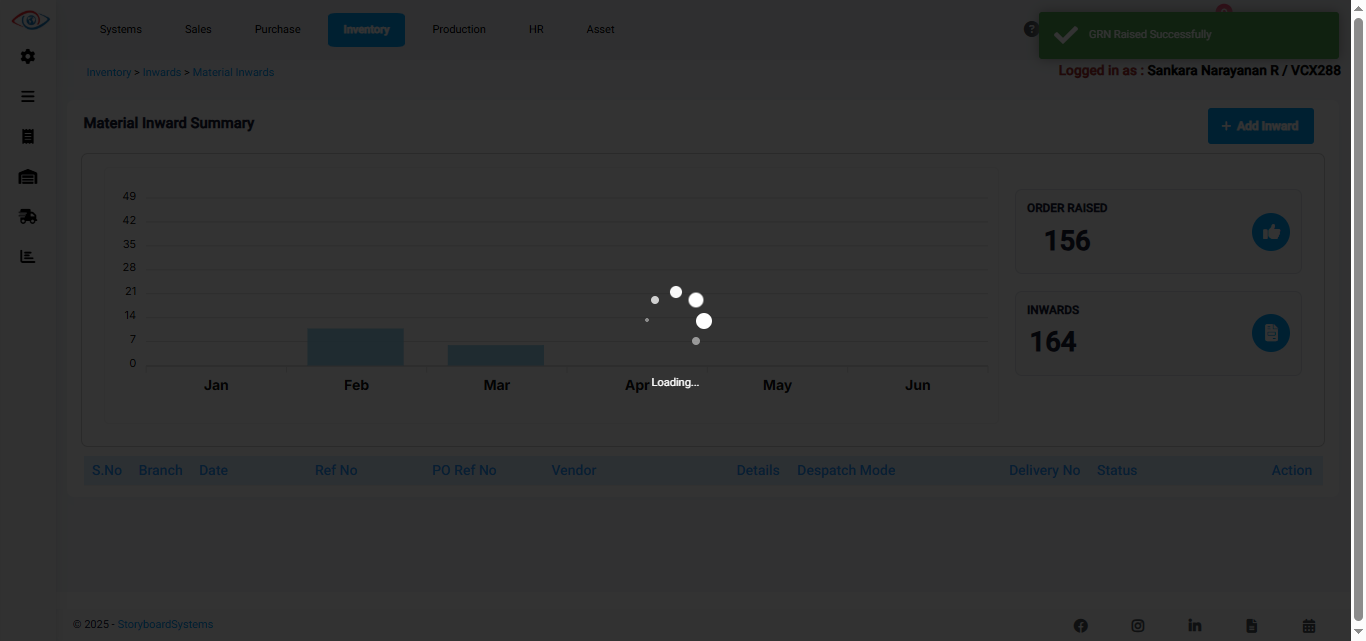 Systems Sales Purchase Inventory Production HR Asset
GRN Raised Successfully
Inventory > Inwards > Material Inwards
Logged in as : Sankara Narayanan R / VCX288
Material Inward Summary
+ Add Inward
49
42
35
28
21
14
7
0
Jan Feb Mar Apr May Jun
ORDER RAISED
156
INWARDS
164
Loading...
S.No Branch Date Ref No PO Ref No Vendor Details Despatch Mode Delivery No Status Action
© 2025 - StoryboardSystems